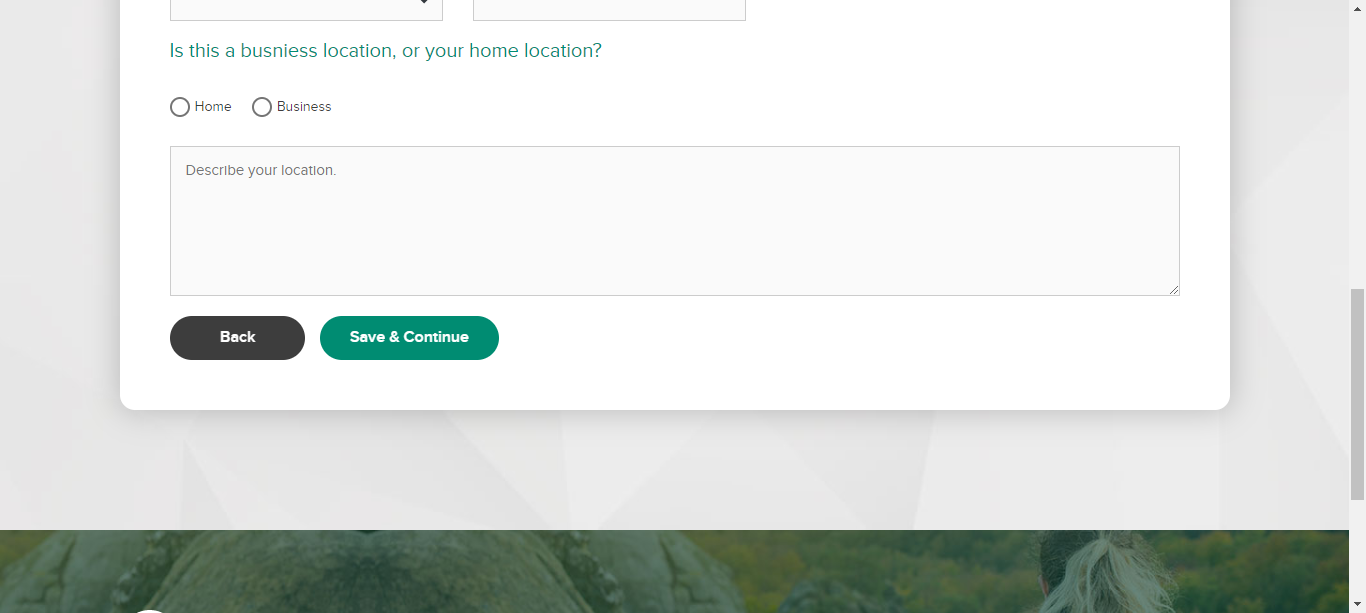 Is this a busniess location, or your home location?
Home Business
Describe your location.
Back Save & Continue